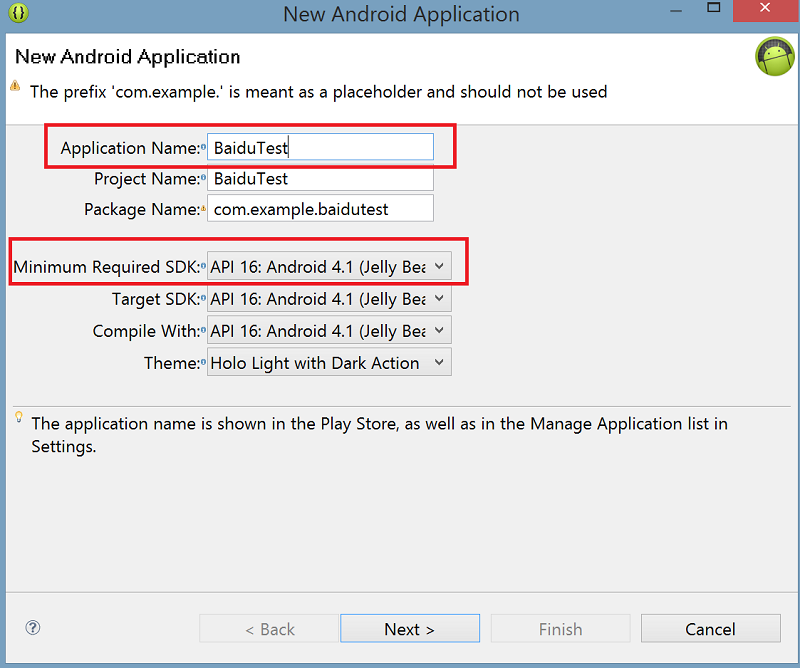 New Android Application
New Android Application
The prefix 'com.example.' is meant as a placeholder and should not be used
Application Name: BaiduTest
Project Name: BaiduTest
Package Name: com.example.baidutest
Minimum Required SDK: API 16: Android 4.1 (Jelly Bea
Target SDK: API 16: Android 4.1 (Jelly Bea
Compile With: API 16: Android 4.1 (Jelly Bea
Theme: Holo Light with Dark Action
The application name is shown in the Play Store, as well as in the Manage Application list in
Settings.
< Back Next > Finish Cancel